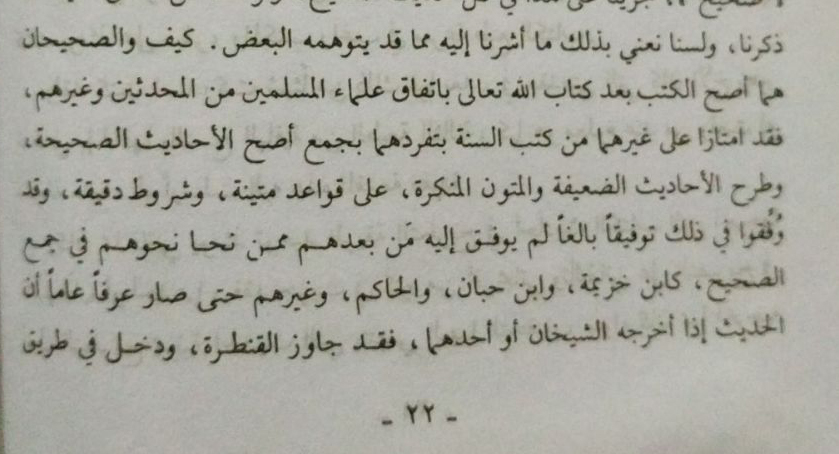 ذكرنا، ولسنا نعني بذلك ما أشرنا إليه مما قد يتوهمه البعض. كيف والصحيحان
هما أصح الكتب بعد كتاب الله تعالى باتفاق علماء المسلمين من المحدثين وغيرهم،
فقد امتازا على غيرهما من كتب السنة بتفردهما بجمع أصح الأحاديث الصحيحة،
وطرح الأحاديث الضعيفة والمتون المنكرة، على قواعد متينة، وشروط دقيقة، وقد
وُفِّقوا في ذلك توفيقاً بالغاً لم يوفق إليه مَن بعدهم ممن نحا نحوهم في جمع
الصحيح، كابن خزيمة، وابن حبان، والحاكم، وغيرهم حتى صار عرفاً عاماً أن
الحديث إذا أخرجه الشيخان أو أحدهما، فقد جاوز القنطرة، ودخل في طريق
- ٢٢ -